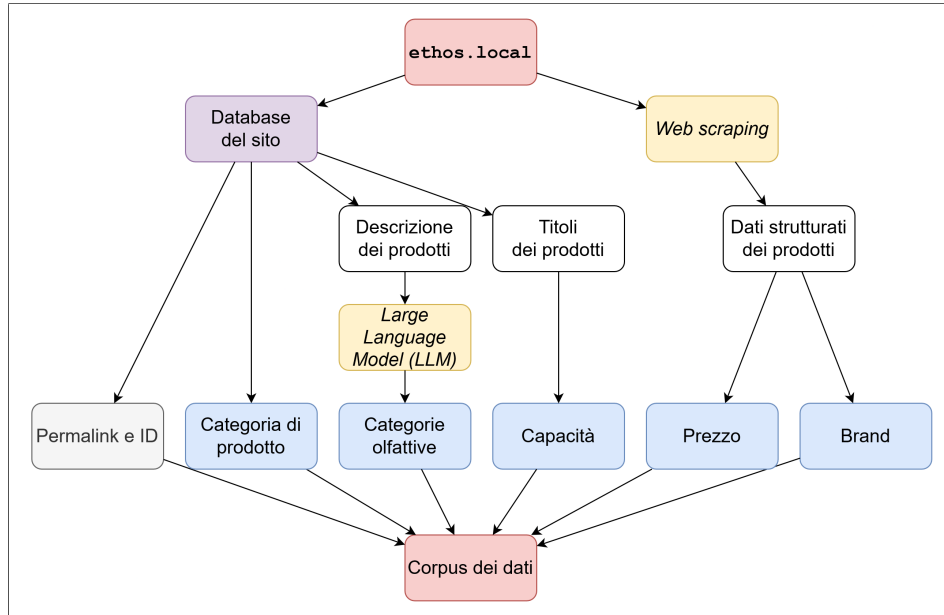 ethos.local
Database
del sito
Web scraping
Descrizione
dei prodotti
Titoli
dei prodotti
Dati strutturati
dei prodotti
Large
Language
Model (LLM)
Permalink e ID
Categoria di
prodotto
Categorie
olfattive
Capacità
Prezzo
Brand
Corpus dei dati